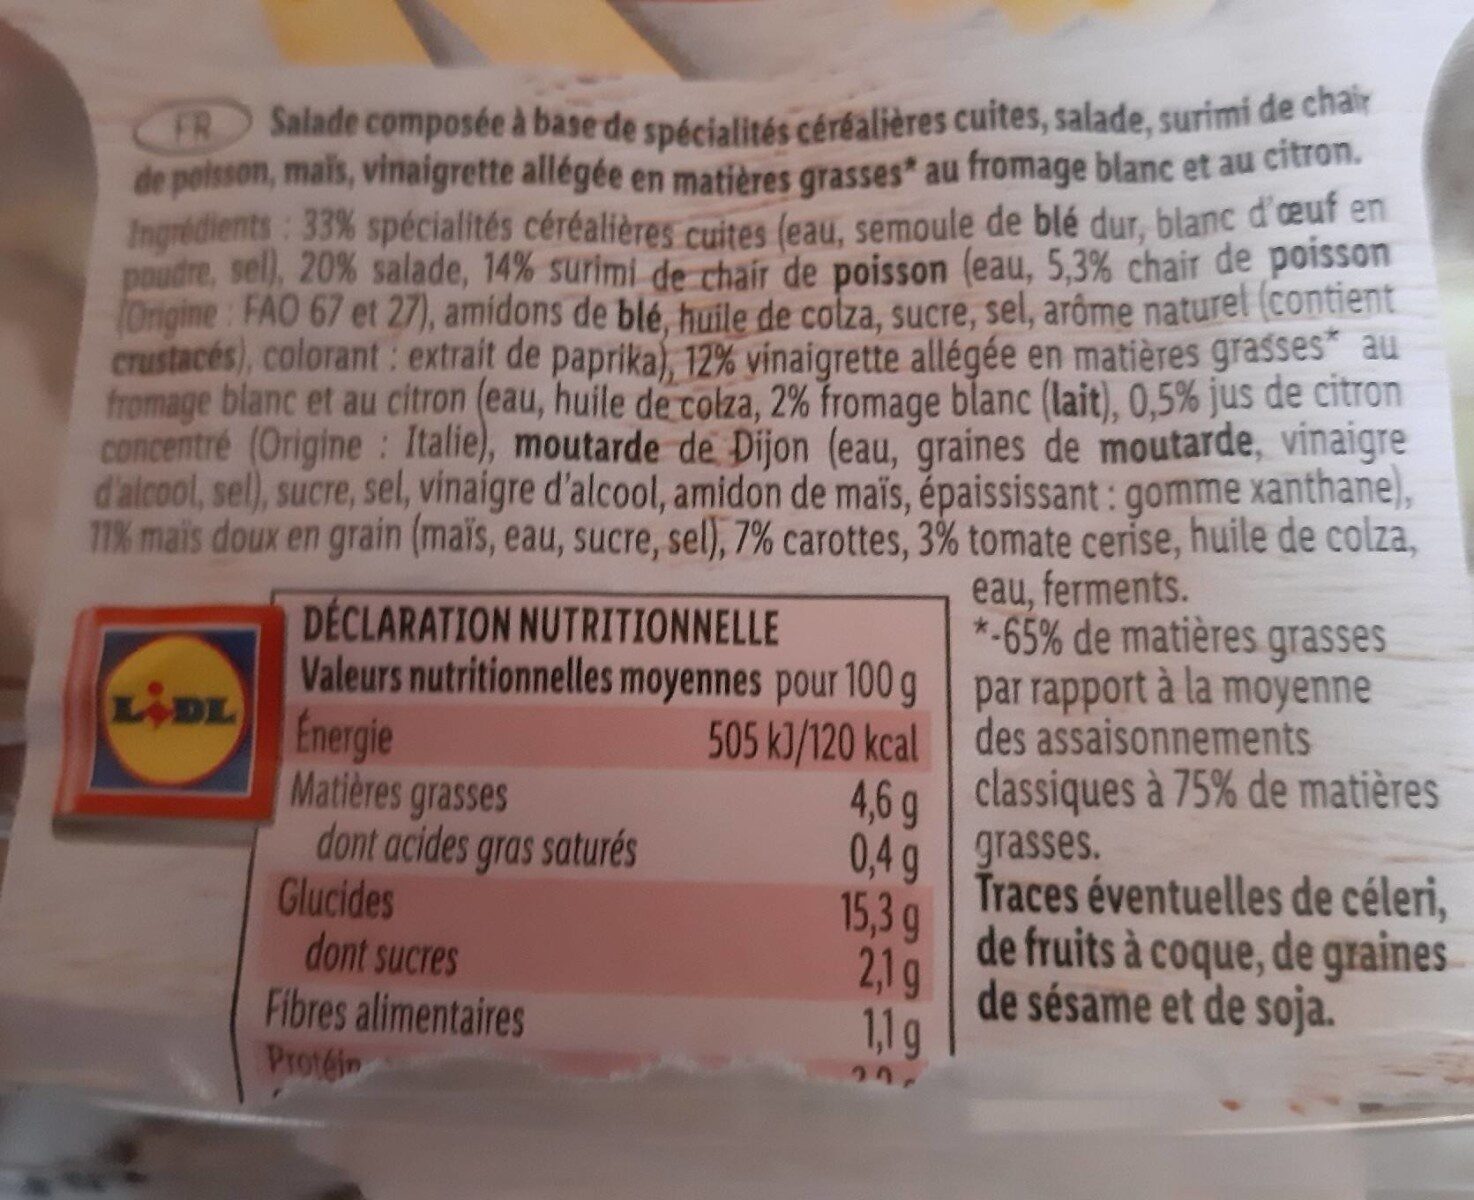 FR Salade composée à base de spécialités céréalières cuites, salade, surimi de chair
de poisson, maïs, vinaigrette allégée en matières grasses* au fromage blanc et au citron.
Ingrédients : 33% spécialités céréalières cuites (eau, semoule de blé dur, blanc d'œuf en
poudre, sel), 20% salade, 14% surimi de chair de poisson (eau, 5,3% chair de poisson
(Origine : FAO 67 et 27), amidons de blé, huile de colza, sucre, sel, arôme naturel (contient
crustacés), colorant : extrait de paprika), 12% vinaigrette allégée en matières grasses* au
fromage blanc et au citron (eau, huile de colza, 2% fromage blanc (lait), 0,5% jus de citron
concentré (Origine : Italie), moutarde de Dijon (eau, graines de moutarde, vinaigre
d'alcool, sel), sucre, sel, vinaigre d'alcool, amidon de maïs, épaississant : gomme xanthane),
11% maïs doux en grain (maïs, eau, sucre, sel), 7% carottes, 3% tomate cerise, huile de colza,
eau, ferments.
*-65% de matières grasses
par rapport à la moyenne
des assaisonnements
classiques à 75% de matières
grasses.
Traces éventuelles de céleri,
de fruits à coque, de graines
de sésame et de soja.
LIDL
DÉCLARATION NUTRITIONNELLE
Valeurs nutritionnelles moyennes pour 100 g
Énergie 505 kJ/120 kcal
Matières grasses 4,6 g
dont acides gras saturés 0,4 g
Glucides 15,3 g
dont sucres 2,1 g
Fibres alimentaires 1,1 g
Protéin